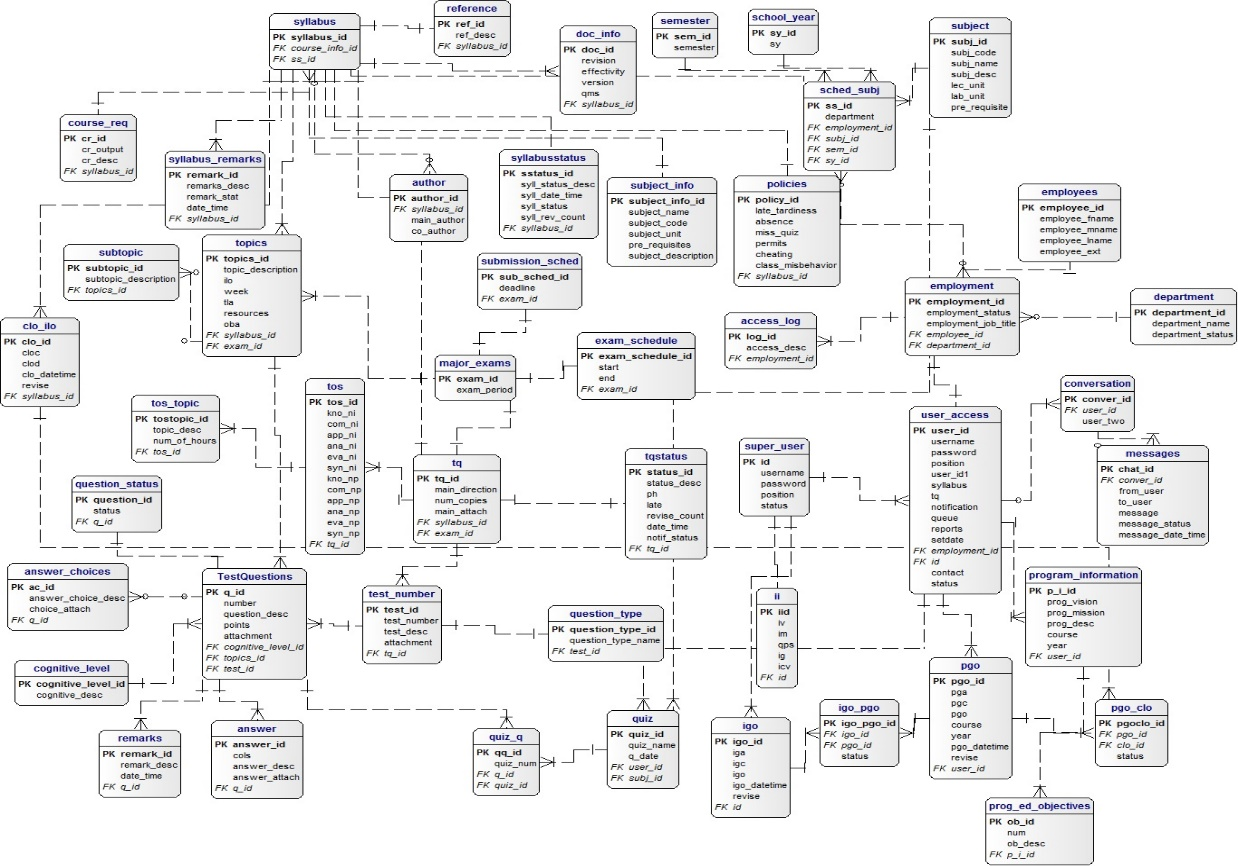 syllabus
PK syllabus_id
FK course_info_id
FK ss_id
reference
PK ref_id
ref_desc
FK syllabus_id
doc_info
PK doc_id
revision
effectivity
version
qms
FK syllabus_id
semester
PK sem_id
semester
school_year
PK sy_id
sy
subject
PK subj_id
subj_code
subj_name
subj_desc
lec_unit
lab_unit
pre_requisite
sched_subj
PK ss_id
department
FK employment_id
FK subj_id
FK sem_id
FK sy_id
course_req
PK cr_id
cr_output
cr_desc
FK syllabus_id
syllabus_remarks
PK remark_id
remarks_desc
remark_stat
date_time
FK syllabus_id
author
PK author_id
FK syllabus_id
main_author
co_author
syllabusstatus
PK sstatus_id
syll_status_desc
syll_date_time
syll_status
syll_rev_count
FK syllabus_id
subject_info
PK subject_info_id
subject_name
subject_code
subject_unit
pre_requisites
subject_description
policies
PK policy_id
late_tardiness
absence
miss_quiz
permits
cheating
class_misbehavior
FK syllabus_id
employees
PK employee_id
employee_fname
employee_mname
employee_lname
employee_ext
subtopic
PK subtopic_id
subtopic_description
FK topics_id
topics
PK topics_id
topic_description
ilo
week
tla
resources
oba
FK syllabus_id
FK exam_id
submission_sched
PK sub_sched_id
deadline
FK exam_id
employment
PK employment_id
employment_status
employment_job_title
FK employee_id
FK department_id
department
PK department_id
department_name
department_status
access_log
PK log_id
access_desc
FK employment_id
clo_ilo
PK clo_id
cloc
clod
clo_datetime
revise
FK syllabus_id
major_exams
PK exam_id
exam_period
exam_schedule
PK exam_schedule_id
start
end
FK exam_id
tos
PK tos_id
kno_ni
com_ni
app_ni
ana_ni
eva_ni
syn_ni
kno_np
com_np
app_np
ana_np
eva_np
syn_np
FK tq_id
tos_topic
PK tostopic_id
topic_desc
num_of_hours
FK tos_id
conversation
PK conver_id
FK user_id
user_two
user_access
PK user_id
username
password
position
user_id1
syllabus
tq
notification
queue
reports
setdate
FK employment_id
FK id
contact
status
messages
PK chat_id
FK conver_id
from_user
to_user
message
message_status
message_date_time
super_user
PK id
username
password
position
status
tq
PK tq_id
main_direction
num_copies
main_attach
FK syllabus_id
FK exam_id
tqstatus
PK status_id
status_desc
ph
late
revise_count
date_time
notif_status
FK tq_id
question_status
PK question_id
status
FK q_id
answer_choices
PK ac_id
answer_choice_desc
choice_attach
FK q_id
TestQuestions
PK q_id
number
question_desc
points
attachment
FK cognitive_level_id
FK topics_id
FK test_id
test_number
PK test_id
test_number
test_desc
attachment
FK tq_id
question_type
PK question_type_id
question_type_name
FK test_id
ii
PK iid
iv
im
qps
ig
icv
FK id
program_information
PK p_i_id
prog_vision
prog_mission
prog_desc
course
year
FK user_id
cognitive_level
PK cognitive_level_id
cognitive_desc
pgo
PK pgo_id
pga
pgc
pgo
course
year
pgo_datetime
revise
FK user_id
remarks
PK remark_id
remark_desc
date_time
FK q_id
answer
PK answer_id
cols
answer_desc
answer_attach
FK q_id
quiz_q
PK qq_id
quiz_num
FK q_id
FK quiz_id
quiz
PK quiz_id
quiz_name
q_date
FK user_id
FK subj_id
igo
PK igo_id
iga
igc
igo
igo_datetime
revise
FK id
igo_pgo
PK igo_pgo_id
FK igo_id
FK pgo_id
status
pgo_clo
PK pgoclo_id
FK pgo_id
FK clo_id
status
prog_ed_objectives
PK ob_id
num
ob_desc
FK p_i_id